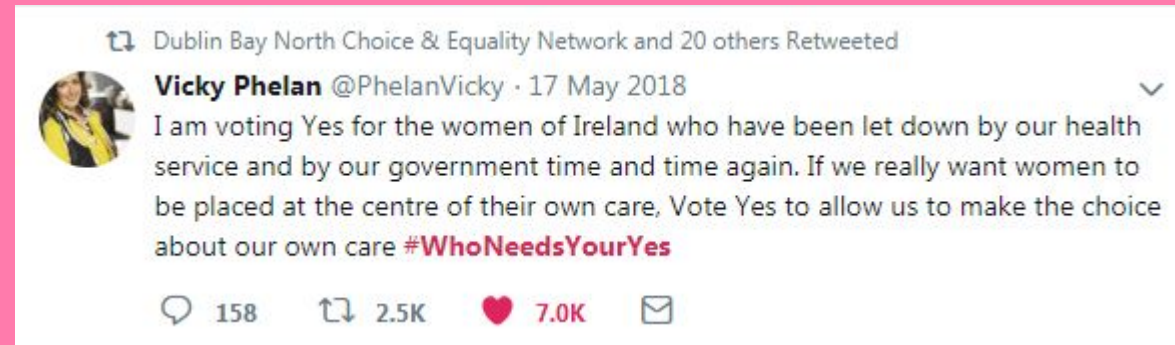 Dublin Bay North Choice & Equality Network and 20 others Retweeted
Vicky Phelan @PhelanVicky · 17 May 2018
I am voting Yes for the women of Ireland who have been let down by our health
service and by our government time and time again. If we really want women to
be placed at the centre of their own care, Vote Yes to allow us to make the choice
about our own care #WhoNeedsYourYes
158 2.5K 7.0K